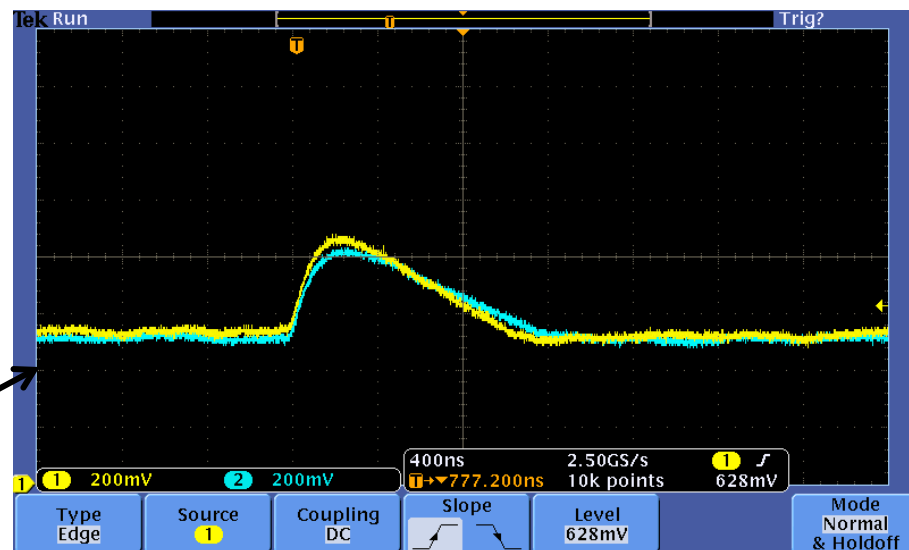 Tek Run Trig?
T
T
400ns 2.50GS/s 1
1 1 200mV 2 200mV T→▼777.200ns 10k points 628mV
Type Source Coupling Slope Level Mode
Edge 1 DC 628mV Normal
& Holdoff